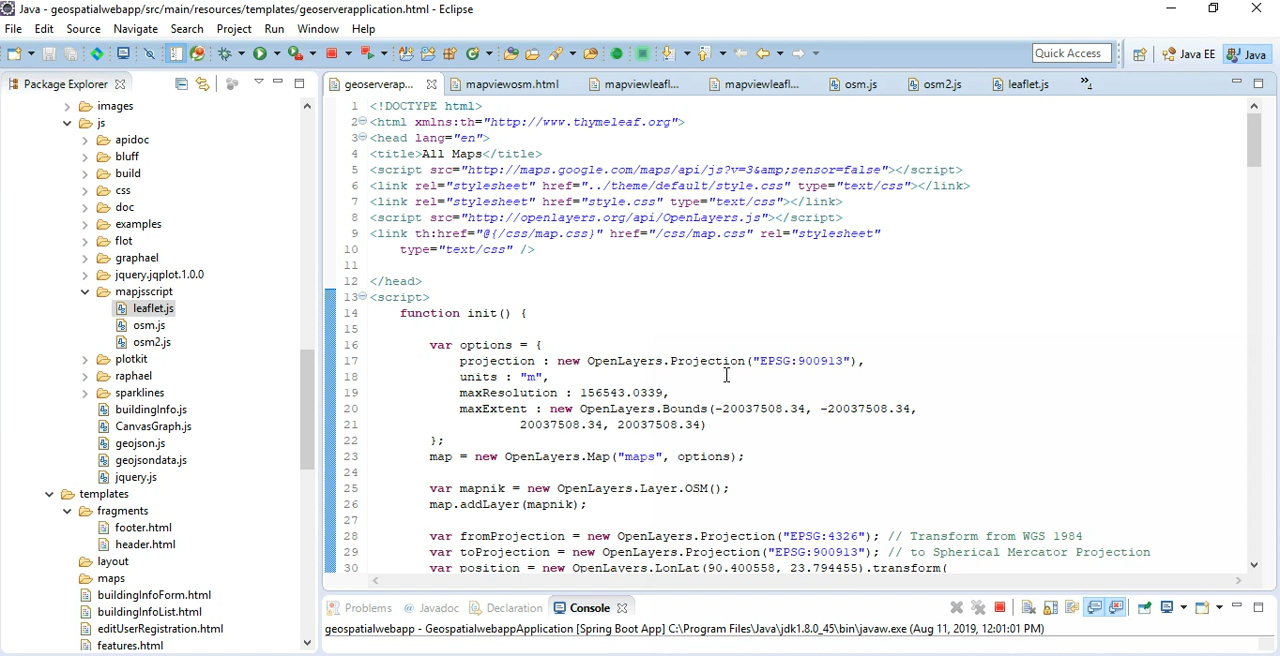 Java - geospatialwebapp/src/main/resources/templates/geoserverapplication.html - Eclipse
File Edit Source Navigate Search Project Run Window Help
Quick Access Java EE Java
Package Explorer
images
js
apidoc
bluff
build
css
doc
examples
flot
graphael
jquery.jqplot.1.0.0
mapjsscript
leaflet.js
osm.js
osm2.js
plotkit
raphael
sparklines
buildingInfo.js
CanvasGraph.js
geojson.js
geojsondata.js
jquery.js
templates
fragments
footer.html
header.html
layout
maps
buildingInfoForm.html
buildingInfoList.html
editUserRegistration.html
features.html
geoserverap... mapviewosm.html mapviewleafl... mapviewleafl... osm.js osm2.js leaflet.js »4
1 <!DOCTYPE html>
2 <html xmlns:th="http://www.thymeleaf.org">
3 <head lang="en">
4 <title>All Maps</title>
5 <script src="http://maps.google.com/maps/api/js?v=3&amp;sensor=false"></script>
6 <link rel="stylesheet" href="../theme/default/style.css" type="text/css"></link>
7 <link rel="stylesheet" href="style.css" type="text/css"></link>
8 <script src="http://openlayers.org/api/OpenLayers.js"></script>
9 <link th:href="@{/css/map.css}" href="/css/map.css" rel="stylesheet"
10 type="text/css" />
11
12 </head>
13 <script>
14 function init() {
15
16 var options = {
17 projection : new OpenLayers.Projection("EPSG:900913"),
18 units : "m",
19 maxResolution : 156543.0339,
20 maxExtent : new OpenLayers.Bounds(-20037508.34, -20037508.34,
21 20037508.34, 20037508.34)
22 };
23 map = new OpenLayers.Map("maps", options);
24
25 var mapnik = new OpenLayers.Layer.OSM();
26 map.addLayer(mapnik);
27
28 var fromProjection = new OpenLayers.Projection("EPSG:4326"); // Transform from WGS 1984
29 var toProjection = new OpenLayers.Projection("EPSG:900913"); // to Spherical Mercator Projection
30 var position = new OpenLayers.LonLat(90.400558, 23.794455).transform(
Problems @ Javadoc Declaration Console
geospatialwebapp - GeospatialwebappApplication [Spring Boot App] C:\Program Files\Java\jdk1.8.0_45\bin\javaw.exe (Aug 11, 2019, 12:01:01 PM)